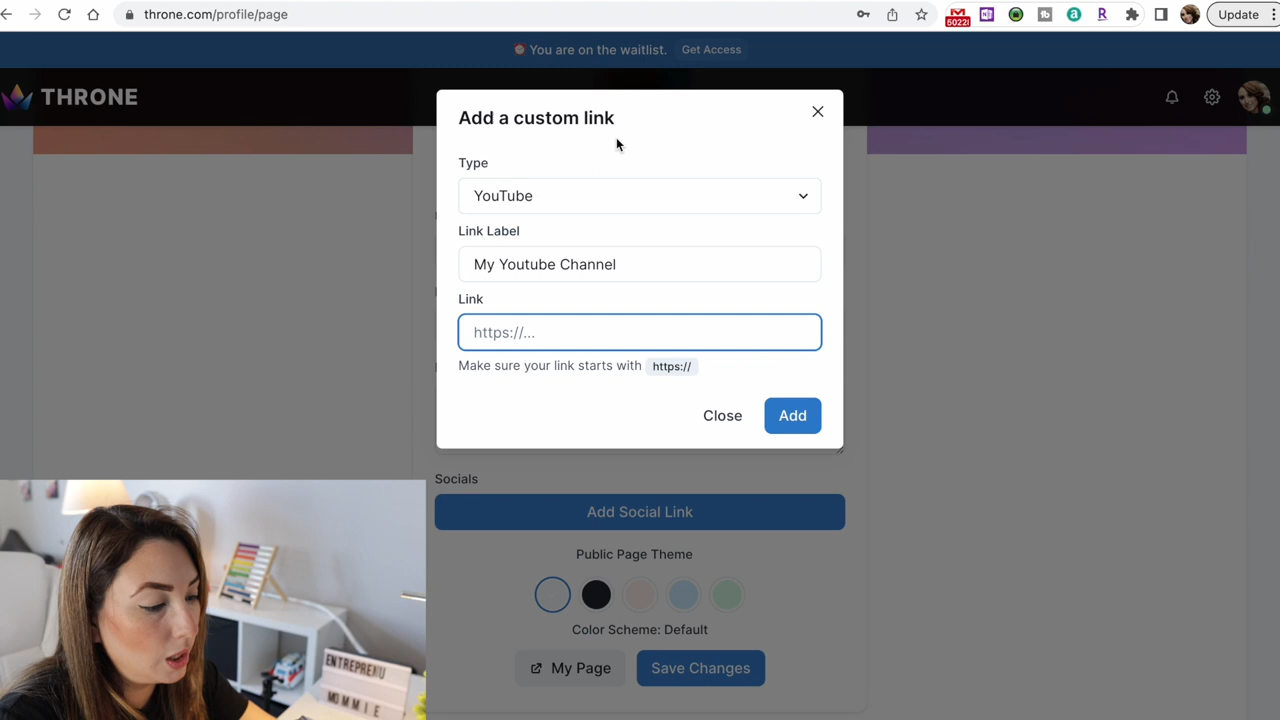 throne.com/profile/page
5022!
Update
You are on the waitlist. Get Access
THRONE
Add a custom link
Type
YouTube
Link Label
My Youtube Channel
Link
https://...
Make sure your link starts with https://
Close Add
Socials
Add Social Link
Public Page Theme
Color Scheme: Default
My Page Save Changes
ENTREPRENU
MOMMIE